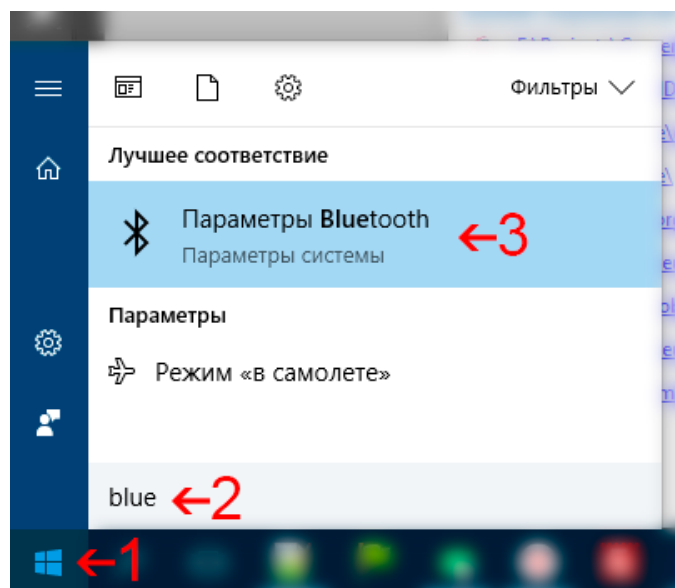 Фильтры
Лучшее соответствие
Параметры Bluetooth
←3
Параметры системы
Параметры
Режим «в самолете»
blue ←2
←1